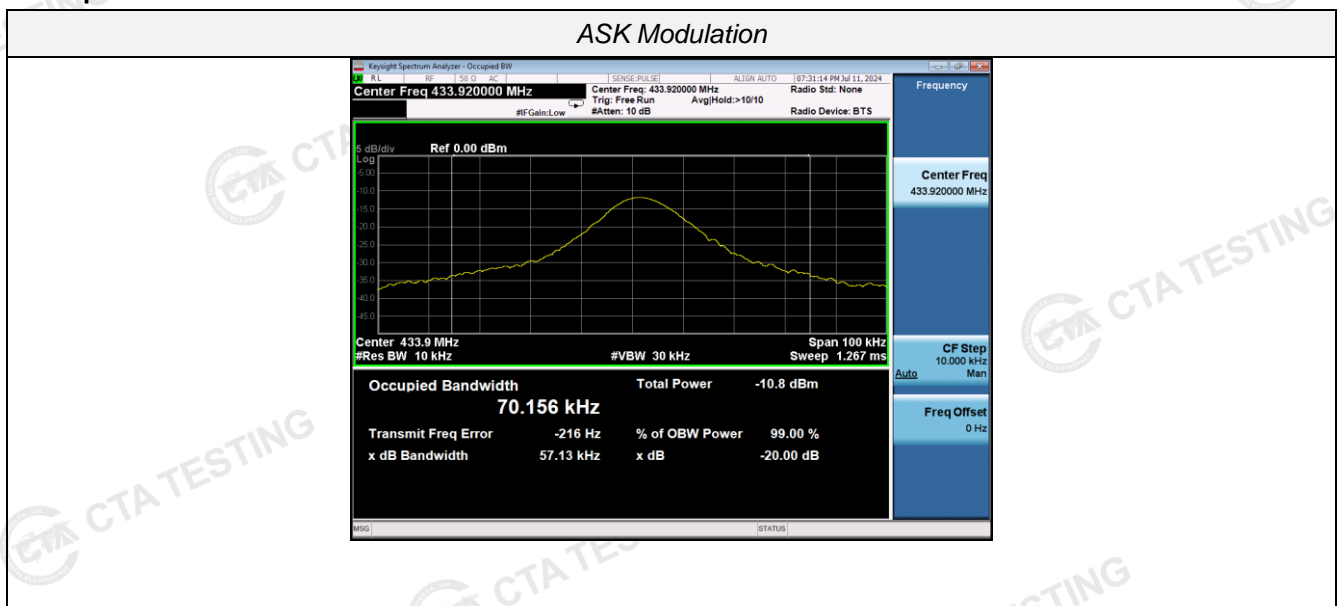 ASK Modulation
Keysight Spectrum Analyzer - Occupied BW
RL RF 50 Ω AC SENSE:PULSE ALIGN AUTO 07:31:14 PM Jul 11, 2024
Center Freq 433.920000 MHz
Center Freq: 433.920000 MHz Radio Std: None
Trig: Free Run Avg|Hold:>10/10
#IFGain:Low #Atten: 10 dB Radio Device: BTS
5 dB/div Ref 0.00 dBm
Log
-5.00
-10.0
-15.0
-20.0
-25.0
-30.0
-35.0
-40.0
-45.0
Center 433.9 MHz Span 100 kHz
#Res BW 10 kHz #VBW 30 kHz Sweep 1.267 ms
Occupied Bandwidth Total Power -10.8 dBm
70.156 kHz
Transmit Freq Error -216 Hz % of OBW Power 99.00 %
x dB Bandwidth 57.13 kHz x dB -20.00 dB
MSG STATUS
Frequency
Center Freq
433.920000 MHz
CF Step
10.000 kHz
Auto Man
Freq Offset
0 Hz
CTA TESTING
CTA TESTING
CTA TE
STING